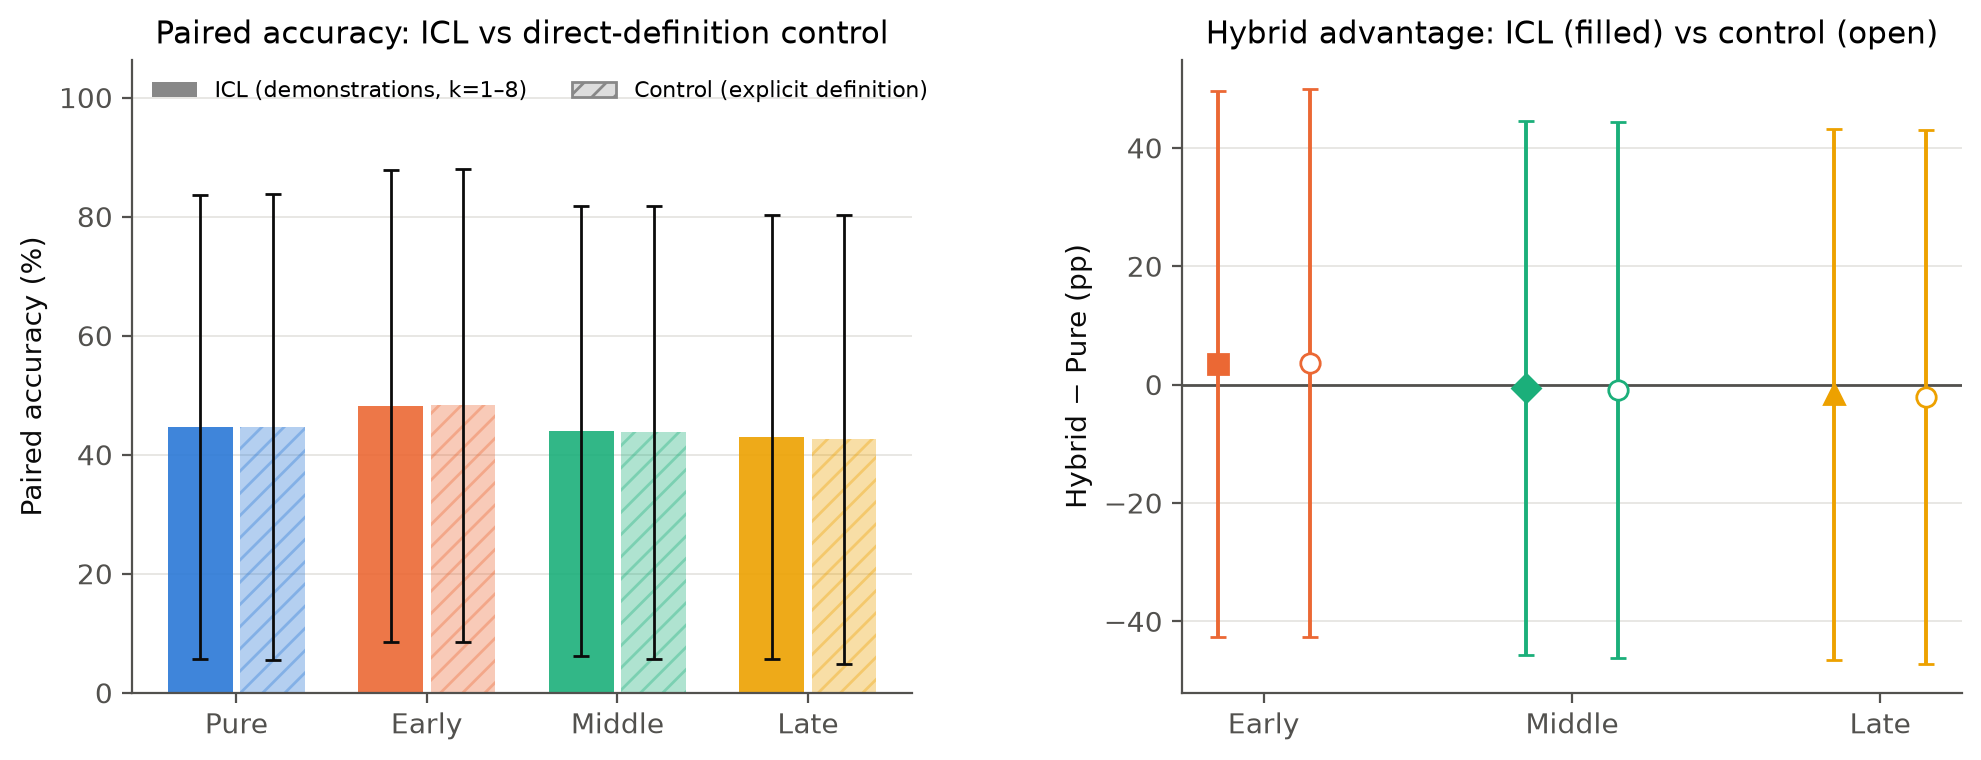 Paired accuracy: ICL vs direct-definition control
ICL (demonstrations, k=1–8)
Control (explicit definition)
Paired accuracy (%)
100
80
60
40
20
0
Pure
Early
Middle
Late
Hybrid advantage: ICL (filled) vs control (open)
Hybrid − Pure (pp)
40
20
0
−20
−40
Early
Middle
Late